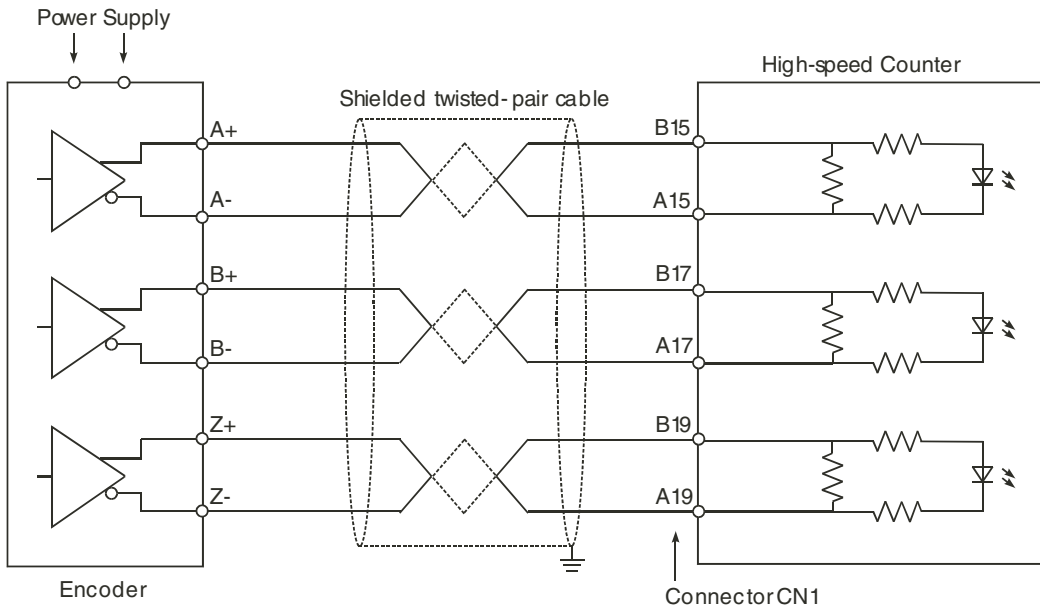 Power Supply
High-speed Counter
Shielded twisted-pair cable
A+
B15
A-
A15
B+
B17
B-
A17
Z+
B19
Z-
A19
Encoder
Connector CN1